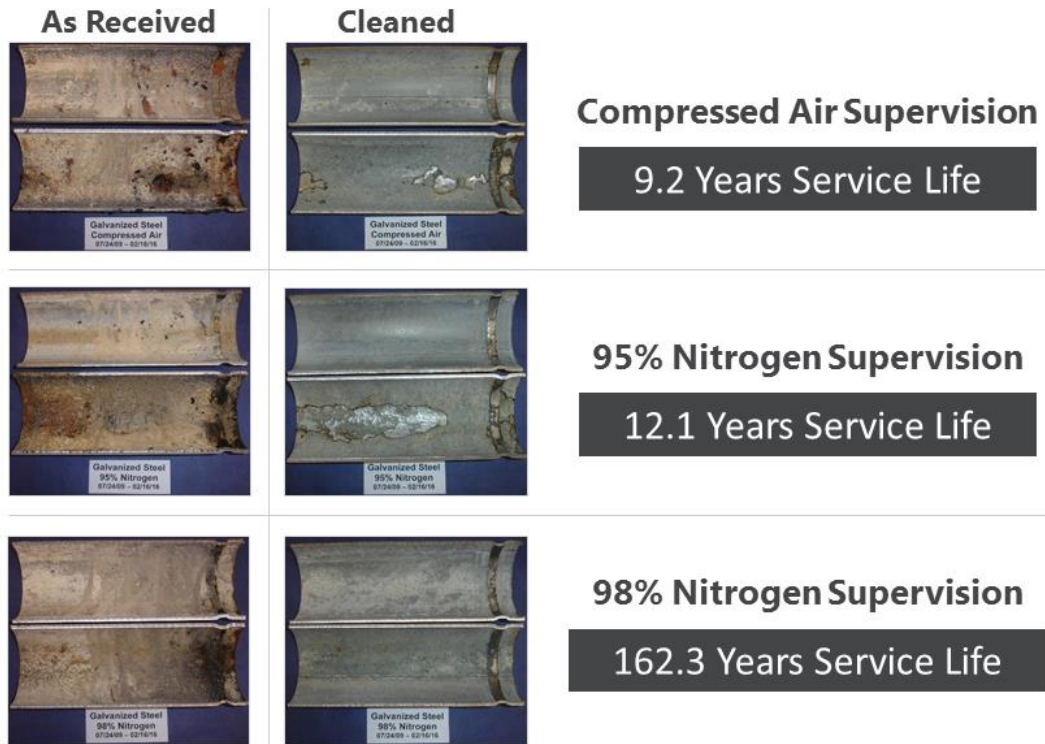 As Received
Cleaned
Galvanized Steel
Compressed Air
07/24/09 – 02/16/16
Galvanized Steel
Compressed Air
07/24/09 – 02/16/16
Compressed Air Supervision
9.2 Years Service Life
Galvanized Steel
95% Nitrogen
07/24/09 – 02/16/16
Galvanized Steel
95% Nitrogen
07/24/09 – 02/16/16
95% Nitrogen Supervision
12.1 Years Service Life
Galvanized Steel
98% Nitrogen
07/24/09 – 02/16/16
Galvanized Steel
98% Nitrogen
07/24/09 – 02/16/16
98% Nitrogen Supervision
162.3 Years Service Life